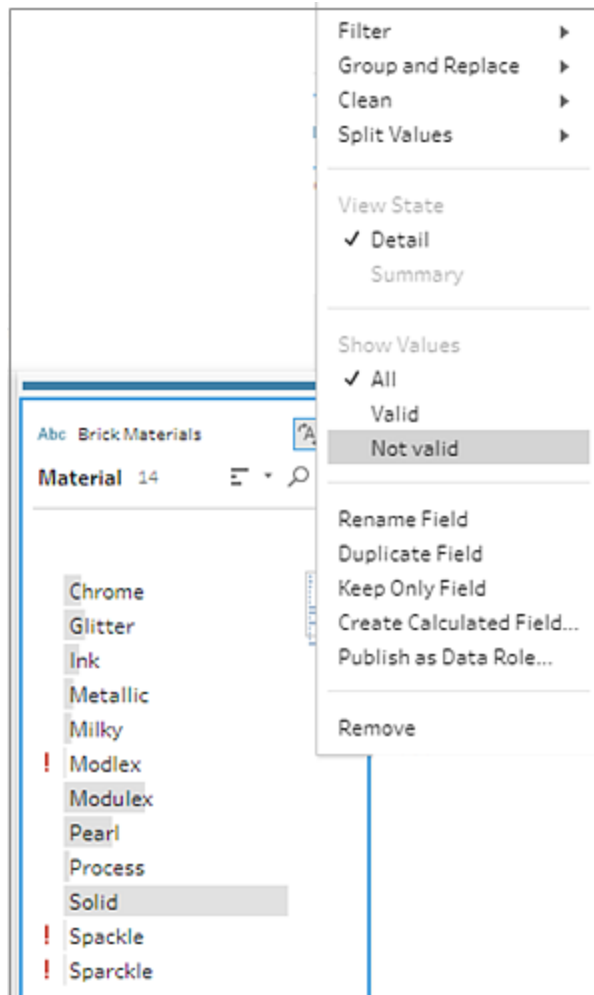 Filter
Group and Replace
Clean
Split Values
View State
✓ Detail
Summary
Show Values
✓ All
Valid
Not valid
Rename Field
Duplicate Field
Keep Only Field
Create Calculated Field...
Publish as Data Role...
Remove
Abc Brick Materials
Material 14
Chrome
Glitter
Ink
Metallic
Milky
! Modlex
Modulex
Pearl
Process
Solid
! Spackle
! Sparckle